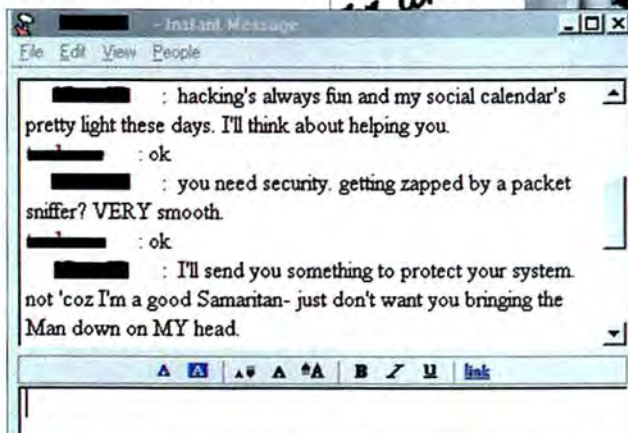 - Instant Message
File Edit View People
: hacking's always fun and my social calendar's
pretty light these days. I'll think about helping you.
: ok
: you need security. getting zapped by a packet
sniffer? VERY smooth.
: ok
: I'll send you something to protect your system.
not 'coz I'm a good Samaritan- just don't want you bringing the
Man down on MY head.
A A A A A B I U link